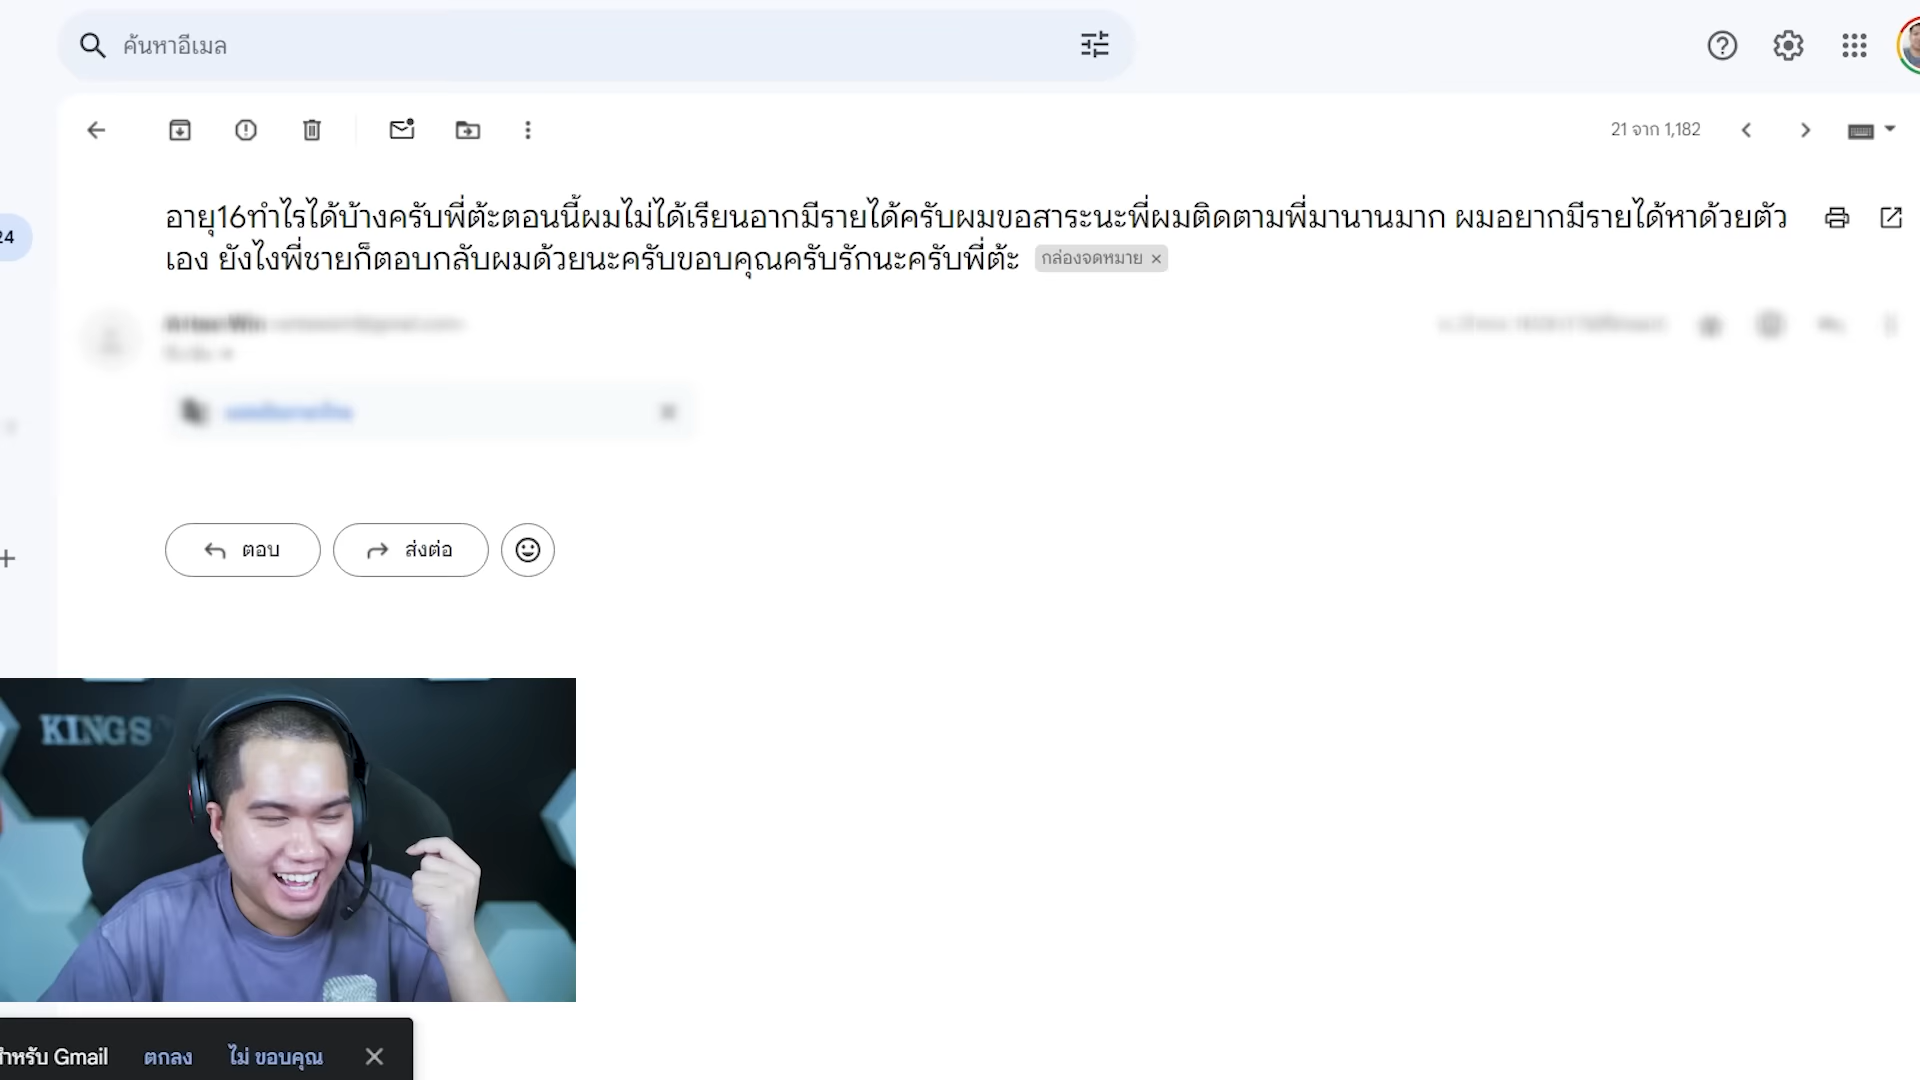 ค้นหาอีเมล
21 จาก 1,182
24
อายุ16ทำไรได้บ้างครับพี่ต้ะตอนนี้ผมไม่ได้เรียนอากมีรายได้ครับผมขอสาระนะพี่ผมติดตามพี่มานานมาก ผมอยากมีรายได้หาด้วยตัว
เอง ยังไงพี่ชายก็ตอบกลับผมด้วยนะครับขอบคุณครับรักนะครับพี่ต้ะ กล่องจดหมาย ×
ตอบ
ส่งต่อ
KINGS
ำหรับ Gmail ตกลง ไม่ ขอบคุณ